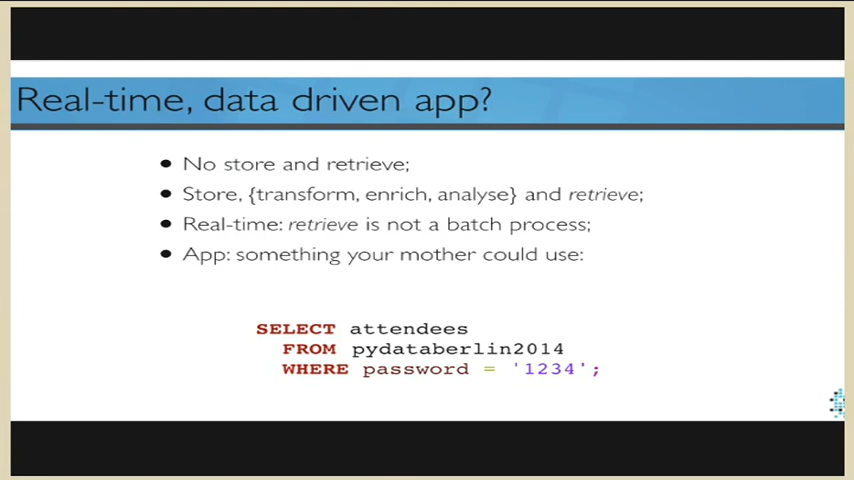 Real-time, data driven app?
• No store and retrieve;
• Store, {transform, enrich, analyse} and retrieve;
• Real-time: retrieve is not a batch process;
• App: something your mother could use:
SELECT attendees
FROM pydataberlin2014
WHERE password = '1234';